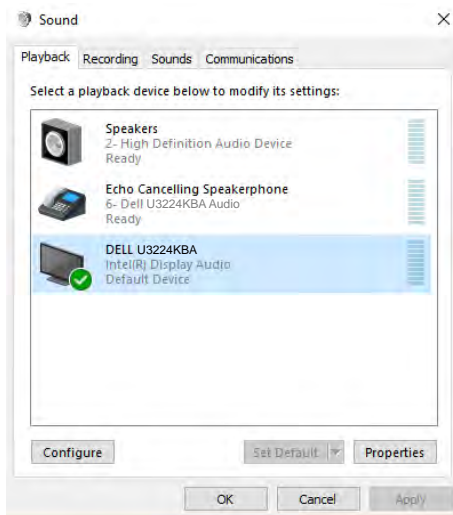 Sound
Playback Recording Sounds Communications
Select a playback device below to modify its settings:
Speakers
2- High Definition Audio Device
Ready
Echo Cancelling Speakerphone
6- Dell U3224KBA Audio
Ready
DELL U3224KBA
Intel(R) Display Audio
Default Device
Configure Set Default Properties
OK Cancel Apply